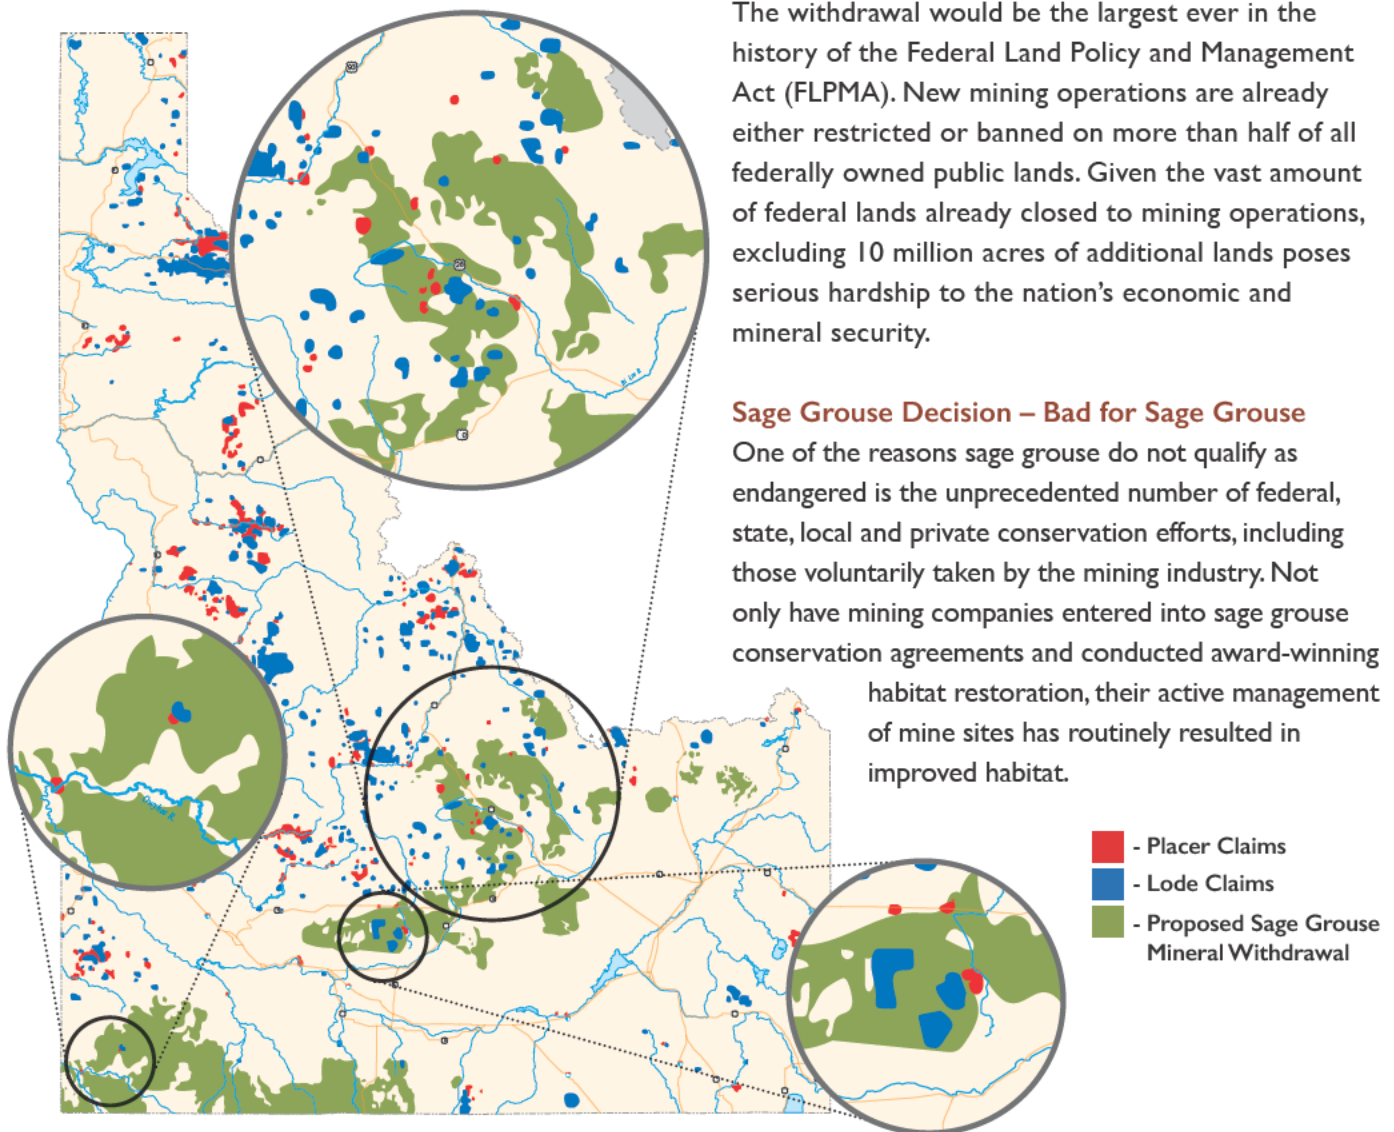 The withdrawal would be the largest ever in the
history of the Federal Land Policy and Management
Act (FLPMA). New mining operations are already
either restricted or banned on more than half of all
federally owned public lands. Given the vast amount
of federal lands already closed to mining operations,
excluding 10 million acres of additional lands poses
serious hardship to the nation’s economic and
mineral security.
Sage Grouse Decision – Bad for Sage Grouse
One of the reasons sage grouse do not qualify as
endangered is the unprecedented number of federal,
state, local and private conservation efforts, including
those voluntarily taken by the mining industry. Not
only have mining companies entered into sage grouse
conservation agreements and conducted award-winning
habitat restoration, their active management
of mine sites has routinely resulted in
improved habitat.
- Placer Claims
- Lode Claims
- Proposed Sage Grouse
Mineral Withdrawal
93
26